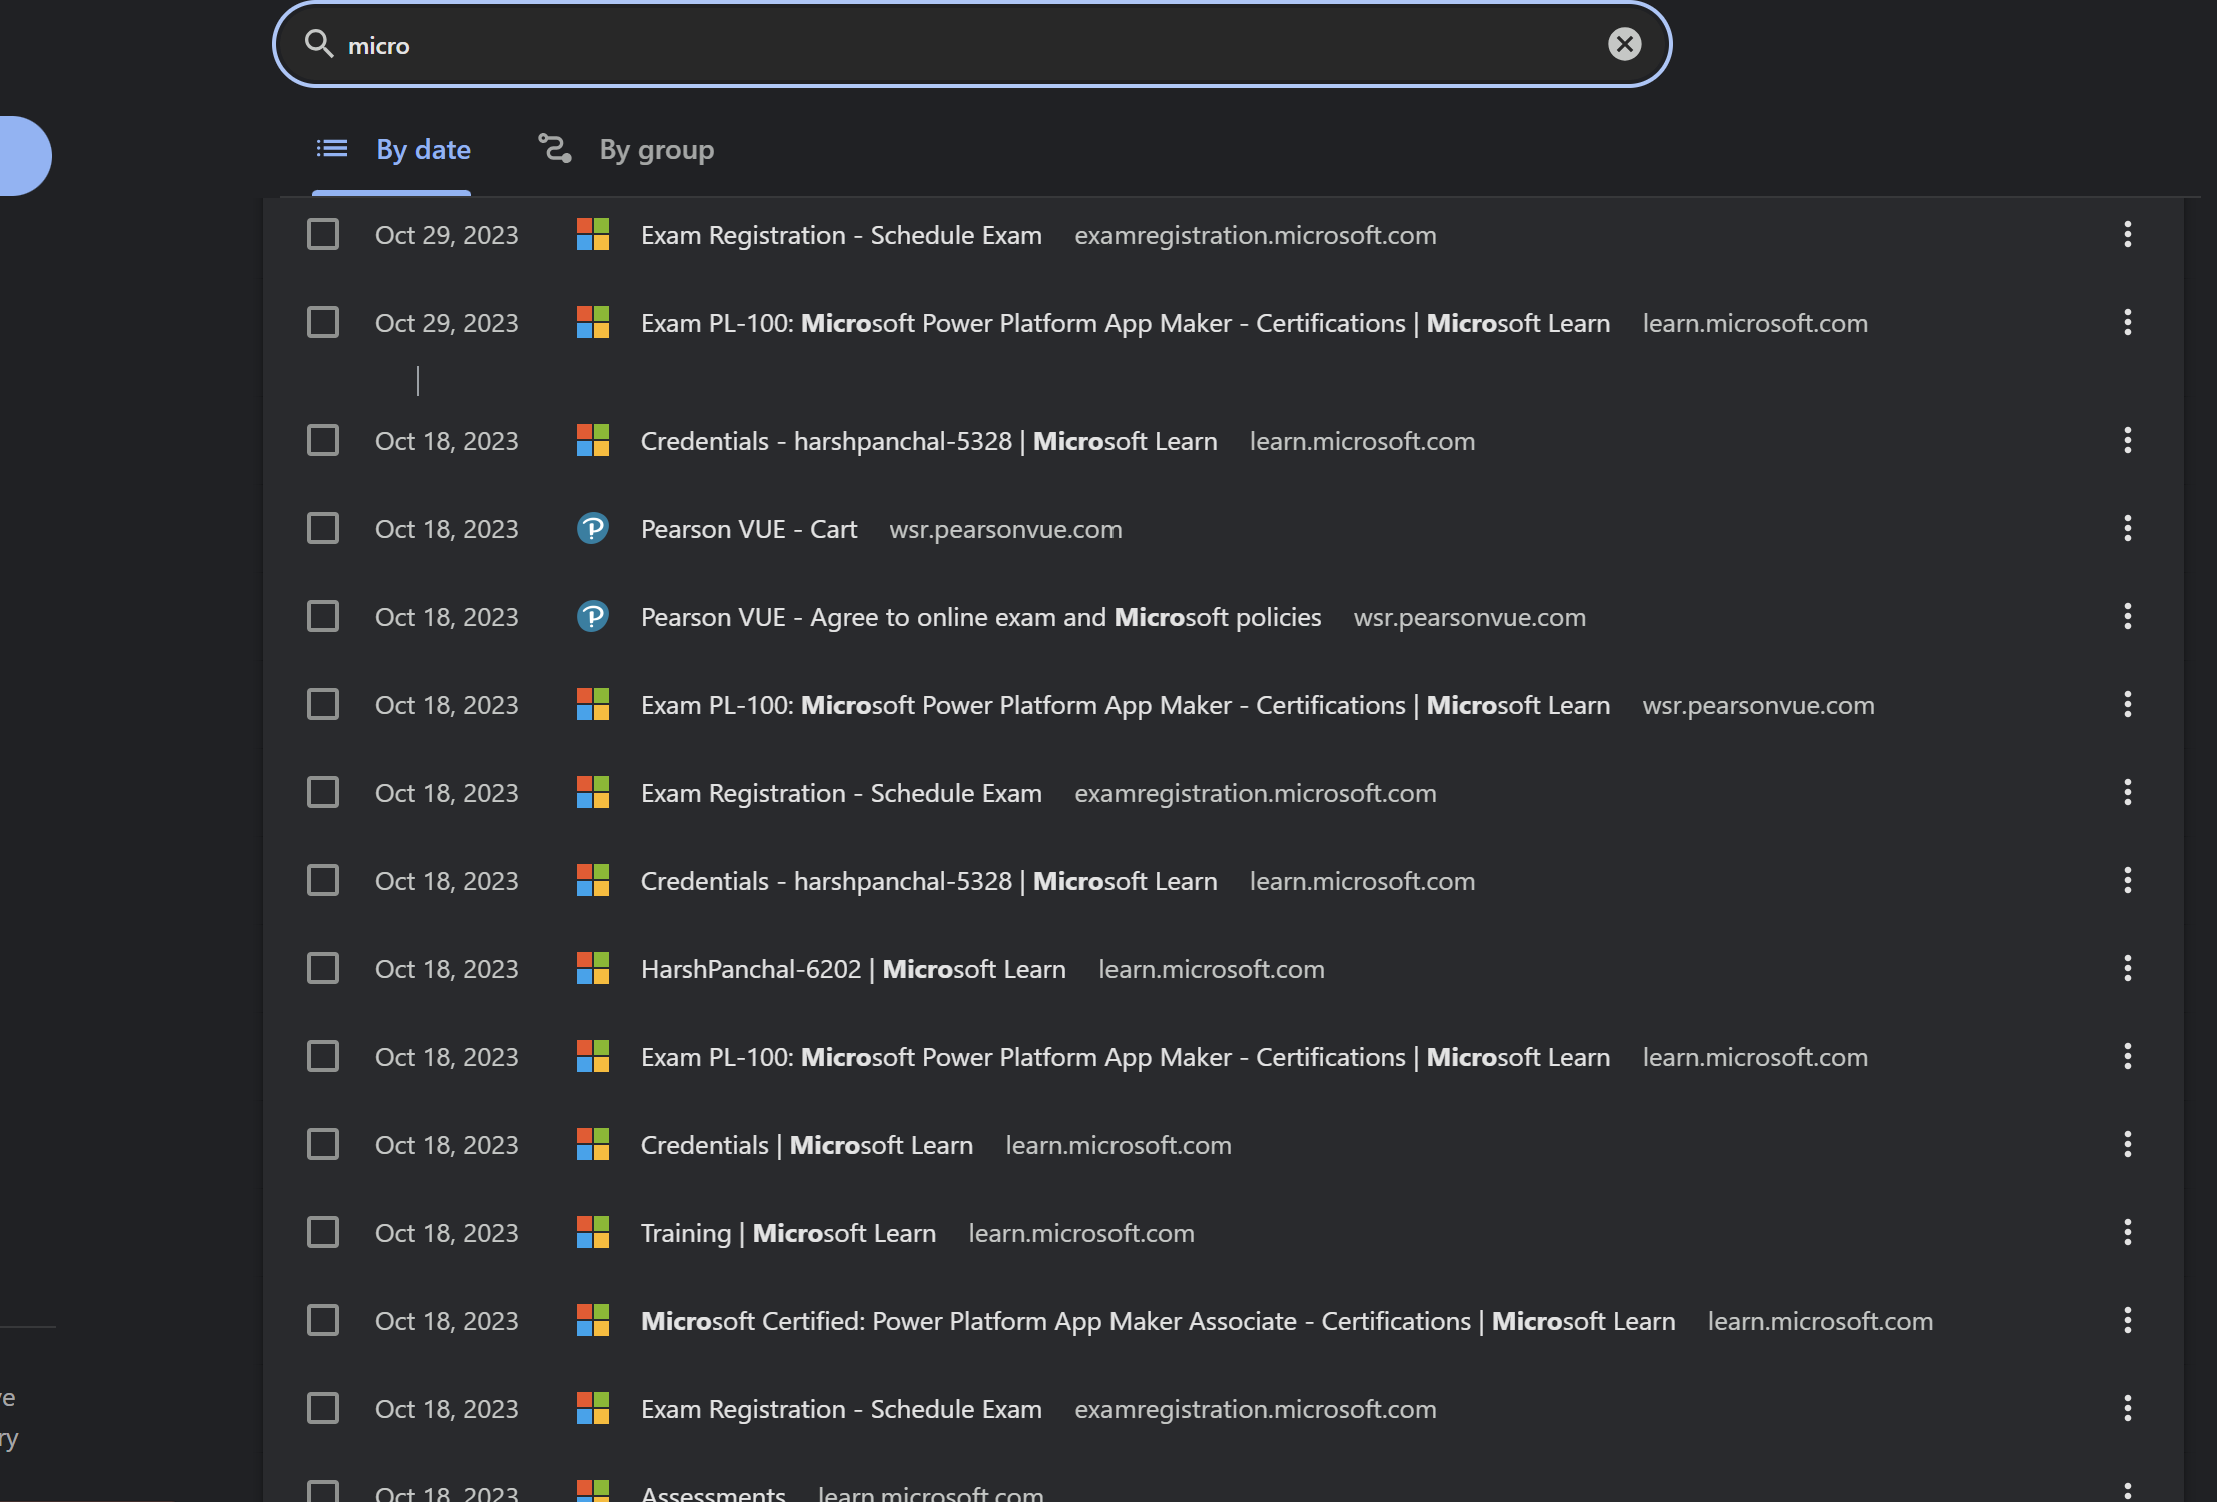 micro
By date By group
Oct 29, 2023 Exam Registration - Schedule Exam examregistration.microsoft.com
Oct 29, 2023 Exam PL-100: Microsoft Power Platform App Maker - Certifications | Microsoft Learn learn.microsoft.com
Oct 18, 2023 Credentials - harshpanchal-5328 | Microsoft Learn learn.microsoft.com
Oct 18, 2023 Pearson VUE - Cart wsr.pearsonvue.com
Oct 18, 2023 Pearson VUE - Agree to online exam and Microsoft policies wsr.pearsonvue.com
Oct 18, 2023 Exam PL-100: Microsoft Power Platform App Maker - Certifications | Microsoft Learn wsr.pearsonvue.com
Oct 18, 2023 Exam Registration - Schedule Exam examregistration.microsoft.com
Oct 18, 2023 Credentials - harshpanchal-5328 | Microsoft Learn learn.microsoft.com
Oct 18, 2023 HarshPanchal-6202 | Microsoft Learn learn.microsoft.com
Oct 18, 2023 Exam PL-100: Microsoft Power Platform App Maker - Certifications | Microsoft Learn learn.microsoft.com
Oct 18, 2023 Credentials | Microsoft Learn learn.microsoft.com
Oct 18, 2023 Training | Microsoft Learn learn.microsoft.com
Oct 18, 2023 Microsoft Certified: Power Platform App Maker Associate - Certifications | Microsoft Learn learn.microsoft.com
Oct 18, 2023 Exam Registration - Schedule Exam examregistration.microsoft.com
Oct 18, 2023 Assessments learn.microsoft.com